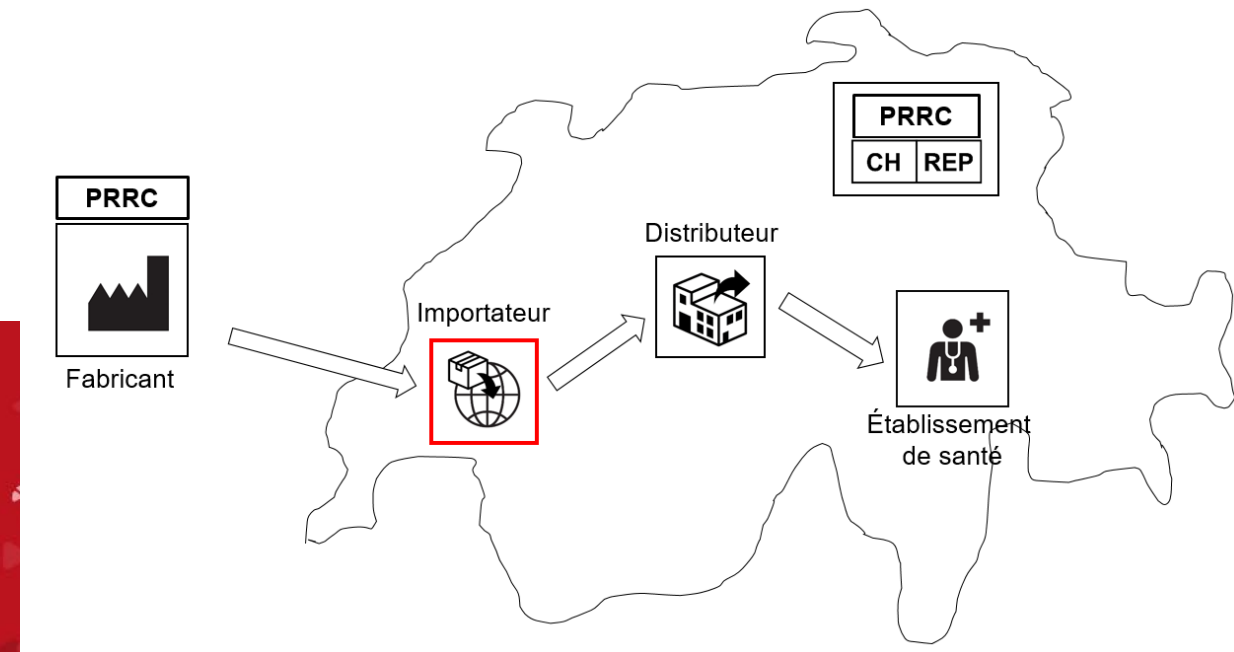 PRRC
Fabricant
Importateur
Distributeur
PRRC
CH REP
Établissement
de santé